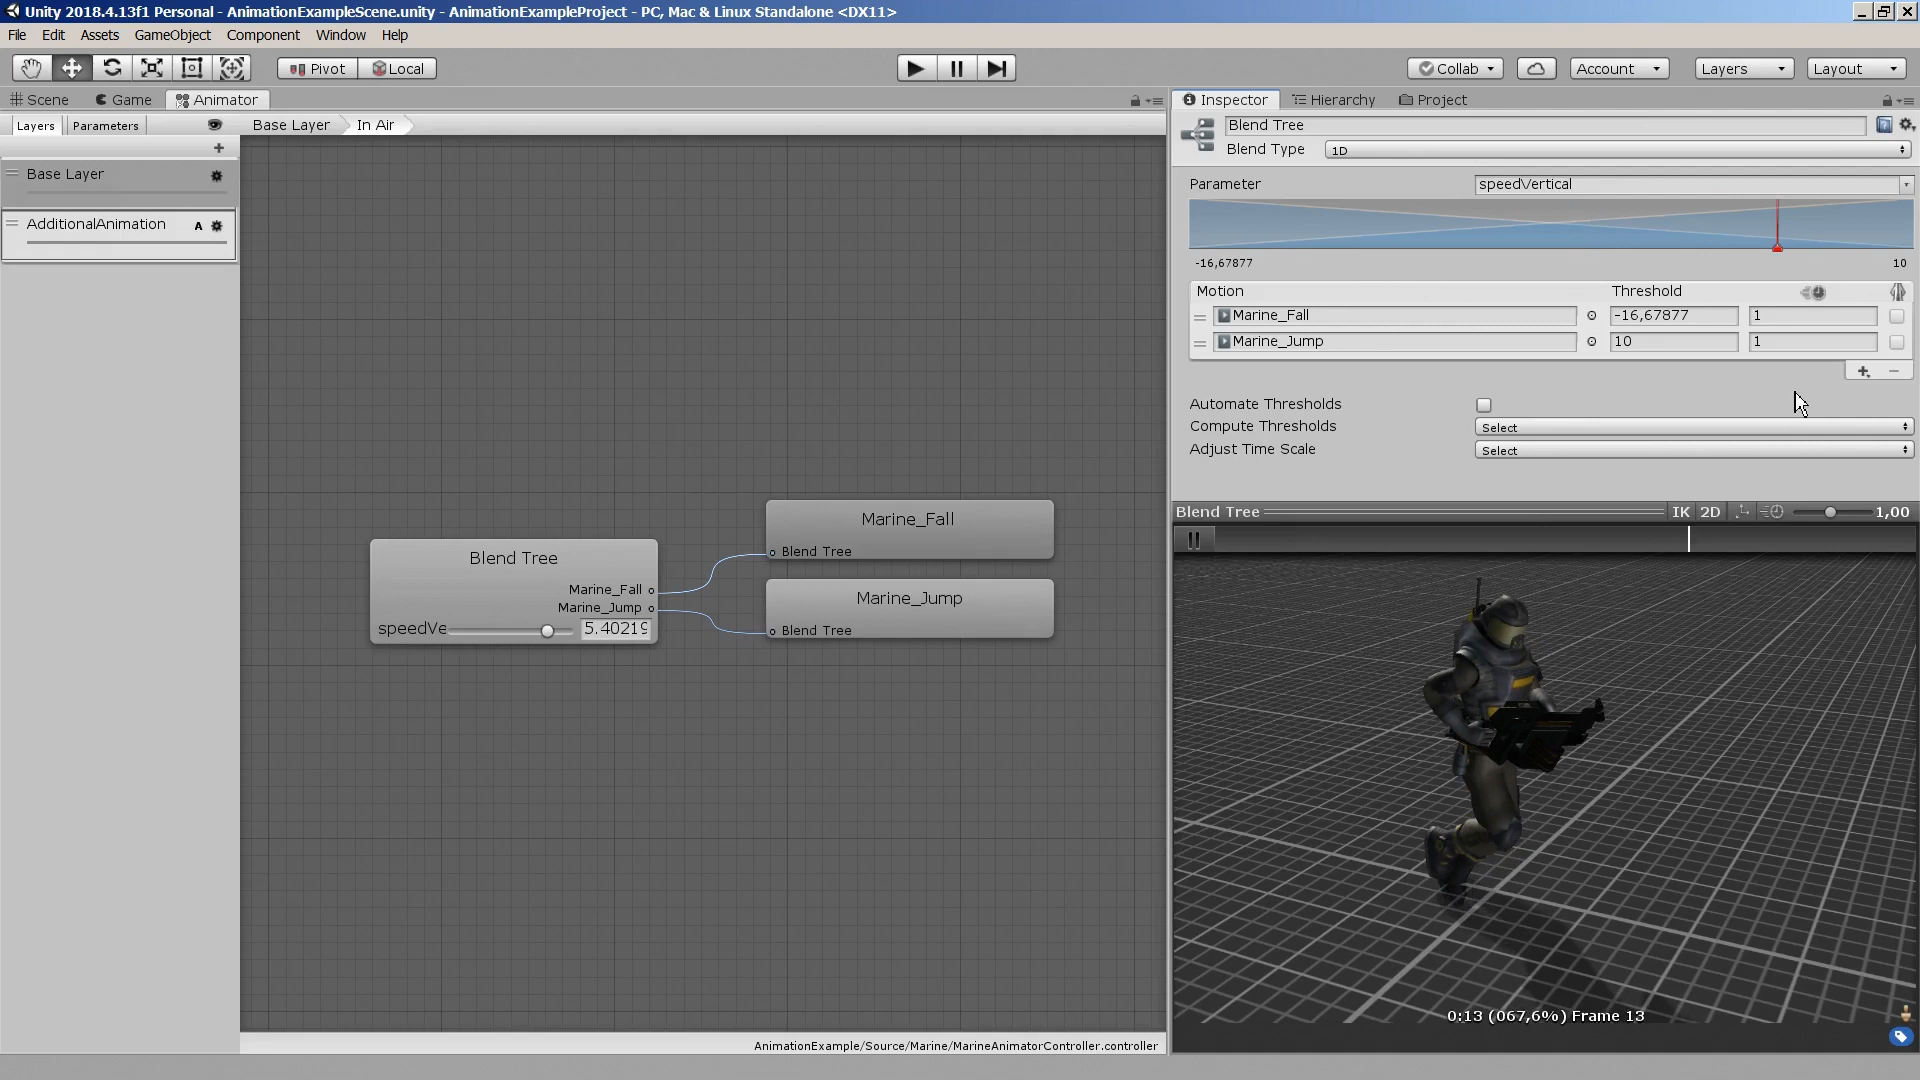 Unity 2018.4.13f1 Personal - AnimationExampleScene.unity - AnimationExampleProject - PC, Mac & Linux Standalone <DX11>
File Edit Assets GameObject Component Window Help
Pivot Local Collab Account Layers Layout
Scene Game Animator
Layers Parameters Base Layer In Air
Base Layer
AdditionalAnimation A
Blend Tree
Marine_Fall
Marine_Jump
speedVe 5.40219
Marine_Fall
Blend Tree
Marine_Jump
Blend Tree
AnimationExample/Source/Marine/MarineAnimatorController.controller
Inspector Hierarchy Project
Blend Tree
Blend Type 1D
Parameter speedVertical
-16,67877 10
Motion Threshold
Marine_Fall -16,67877 1
Marine_Jump 10 1
Automate Thresholds
Compute Thresholds Select
Adjust Time Scale Select
Blend Tree IK 2D 1,00
0:13 (067,6%) Frame 13